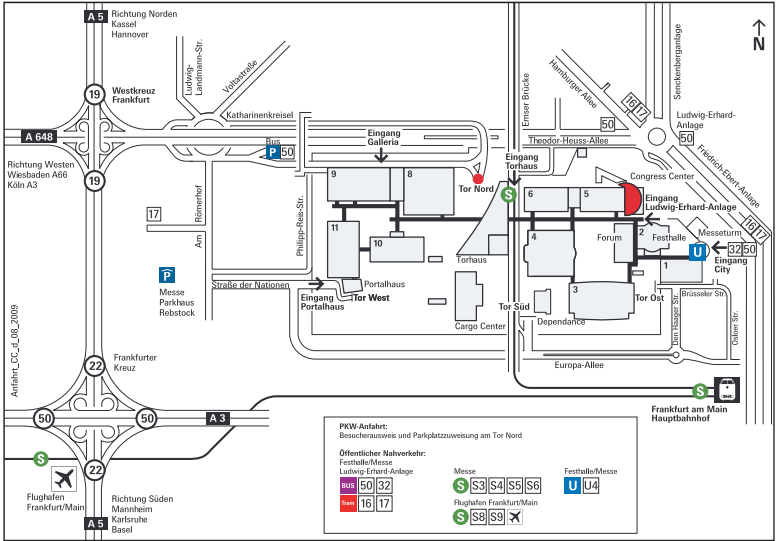 A 5
Richtung Norden
Kassel
Hannover
N
Ludwig-
Landmann-Str.
Voltastraße
Emser Brücke
Hamburger Allee
Senckenberganlage
19
Westkreuz
Frankfurt
Katharinenkreisel
16 17
50
Ludwig-Erhard-
Anlage
50
A 648
Bus
P 50
Eingang
Galleria
Theodor-Heuss-Allee
Friedrich-Ebert-Anlage
Richtung Westen
Wiesbaden A66
Köln A3
19
Eingang
Torhaus
Congress Center
9
8
Tor Nord
S
6
5
Eingang
Ludwig-Erhard-Anlage
17
Am Römerhof
Philipp-Reis-Str.
16 17
11
10
4
Forum
2
Festhalle
Messeturm
U
32 50
Eingang
City
Torhaus
1
P
Messe
Parkhaus
Rebstock
Straße der Nationen
Portalhaus
Eingang
Portalhaus
Tor West
3
Cargo Center
Tor Süd
Dependance
Tor Ost
Brüsseler Str.
Den Haager Str.
Osloer Str.
Anfahrt_CC_d_08_2009
22
Frankfurter
Kreuz
Europa-Allee
50
50
A 3
S
Frankfurt am Main
Hauptbahnhof
S
22
Flughafen
Frankfurt/Main
A 5
Richtung Süden
Mannheim
Karlsruhe
Basel
PKW-Anfahrt:
Besucherausweis und Parkplatzzuweisung am Tor Nord
Öffentlicher Nahverkehr:
Festhalle/Messe
Ludwig-Erhard-Anlage
BUS 50 32
Tram 16 17
Messe
S S3 S4 S5 S6
Flughafen Frankfurt/Main
S S8 S9
Festhalle/Messe
U U4